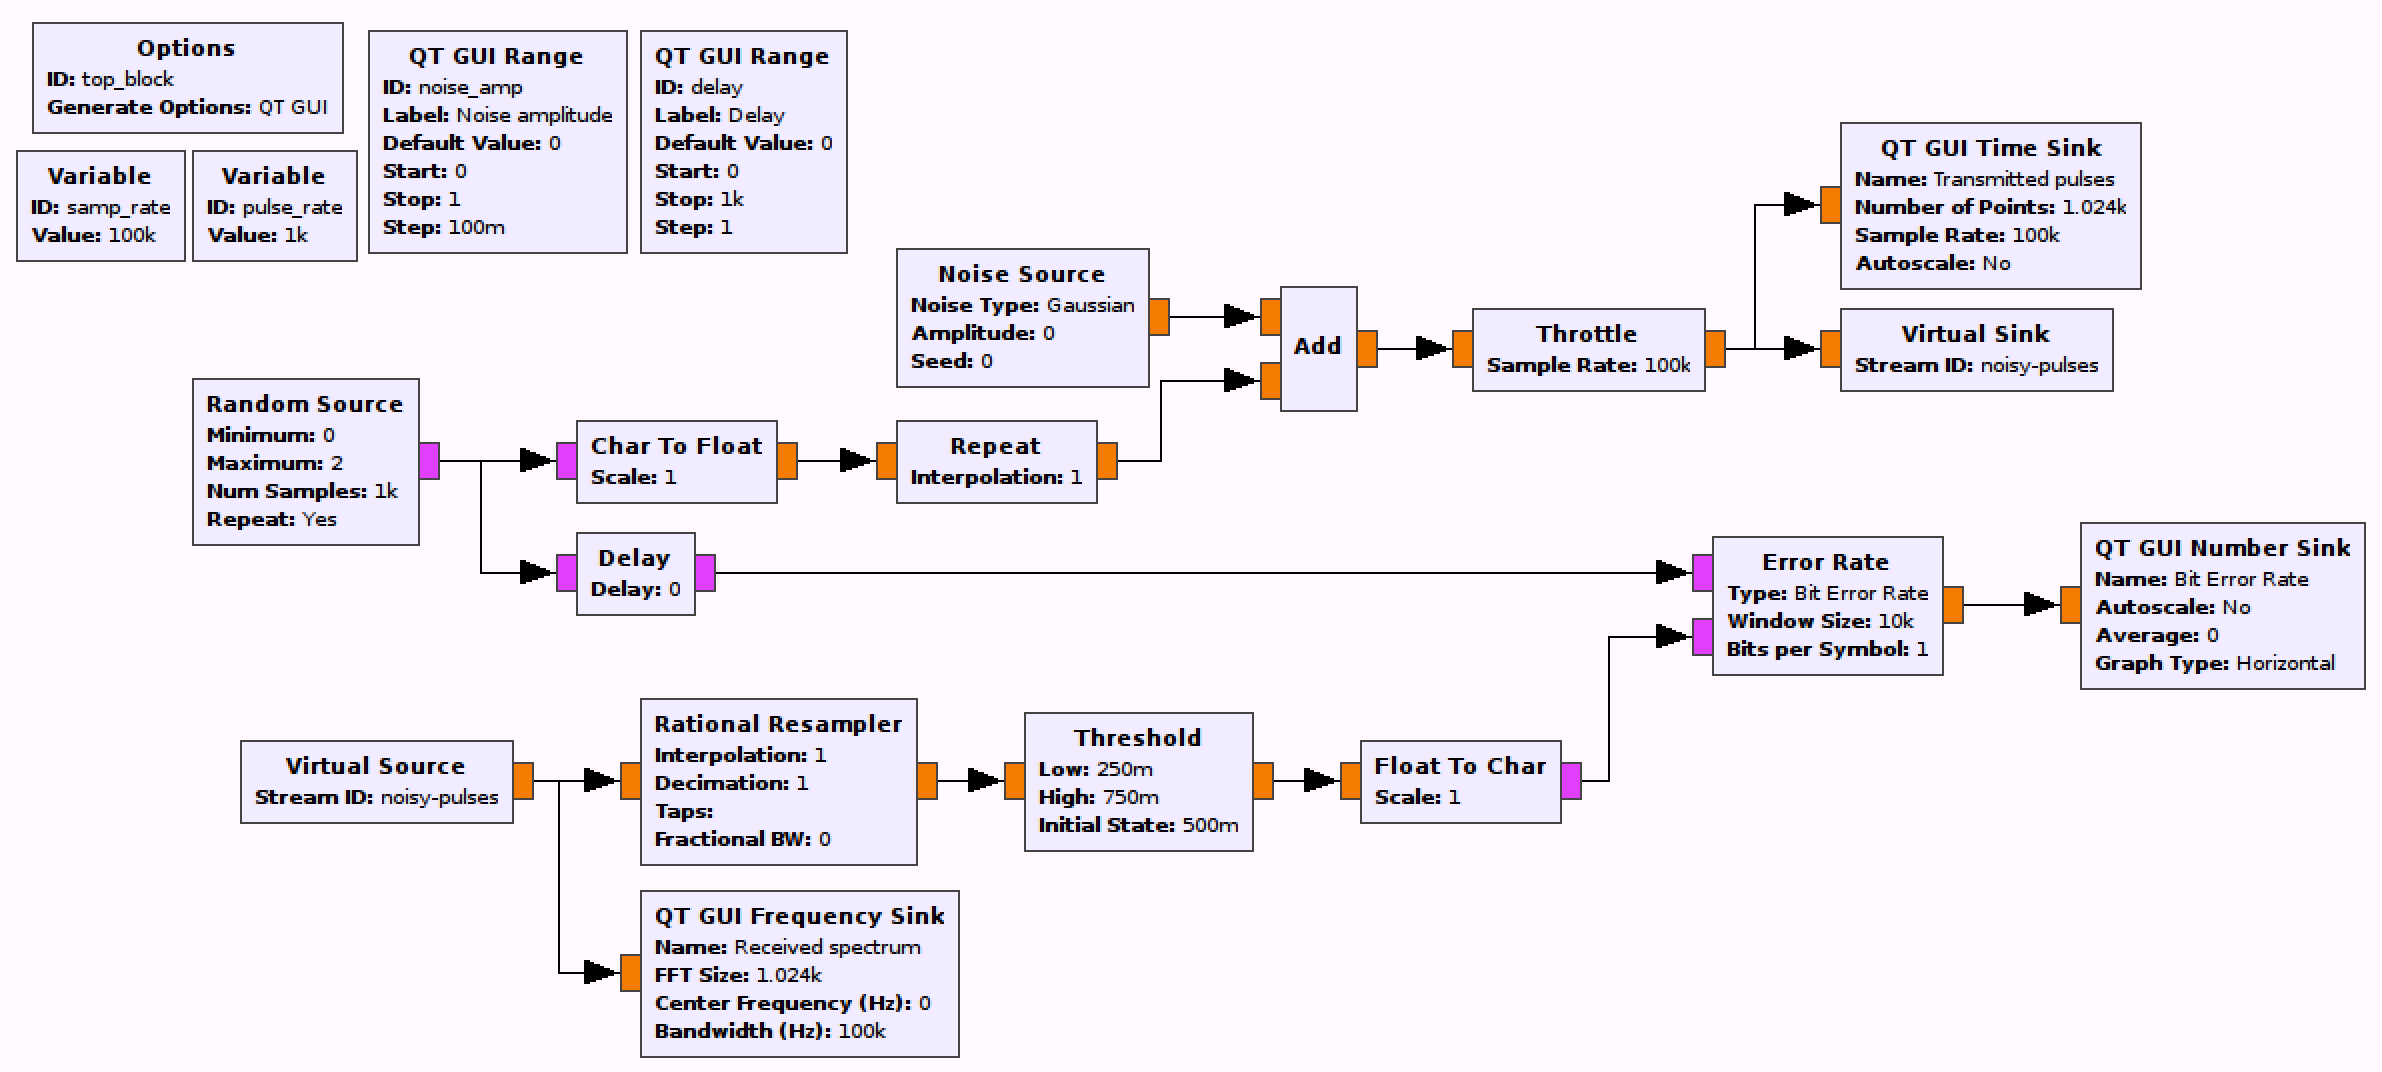 Options
ID: top_block
Generate Options: QT GUI
Variable
ID: samp_rate
Value: 100k
Variable
ID: pulse_rate
Value: 1k
QT GUI Range
ID: noise_amp
Label: Noise amplitude
Default Value: 0
Start: 0
Stop: 1
Step: 100m
QT GUI Range
ID: delay
Label: Delay
Default Value: 0
Start: 0
Stop: 1k
Step: 1
Noise Source
Noise Type: Gaussian
Amplitude: 0
Seed: 0
Add
Throttle
Sample Rate: 100k
QT GUI Time Sink
Name: Transmitted pulses
Number of Points: 1.024k
Sample Rate: 100k
Autoscale: No
Virtual Sink
Stream ID: noisy-pulses
Random Source
Minimum: 0
Maximum: 2
Num Samples: 1k
Repeat: Yes
Char To Float
Scale: 1
Repeat
Interpolation: 1
Delay
Delay: 0
Error Rate
Type: Bit Error Rate
Window Size: 10k
Bits per Symbol: 1
QT GUI Number Sink
Name: Bit Error Rate
Autoscale: No
Average: 0
Graph Type: Horizontal
Virtual Source
Stream ID: noisy-pulses
Rational Resampler
Interpolation: 1
Decimation: 1
Taps:
Fractional BW: 0
Threshold
Low: 250m
High: 750m
Initial State: 500m
Float To Char
Scale: 1
QT GUI Frequency Sink
Name: Received spectrum
FFT Size: 1.024k
Center Frequency (Hz): 0
Bandwidth (Hz): 100k